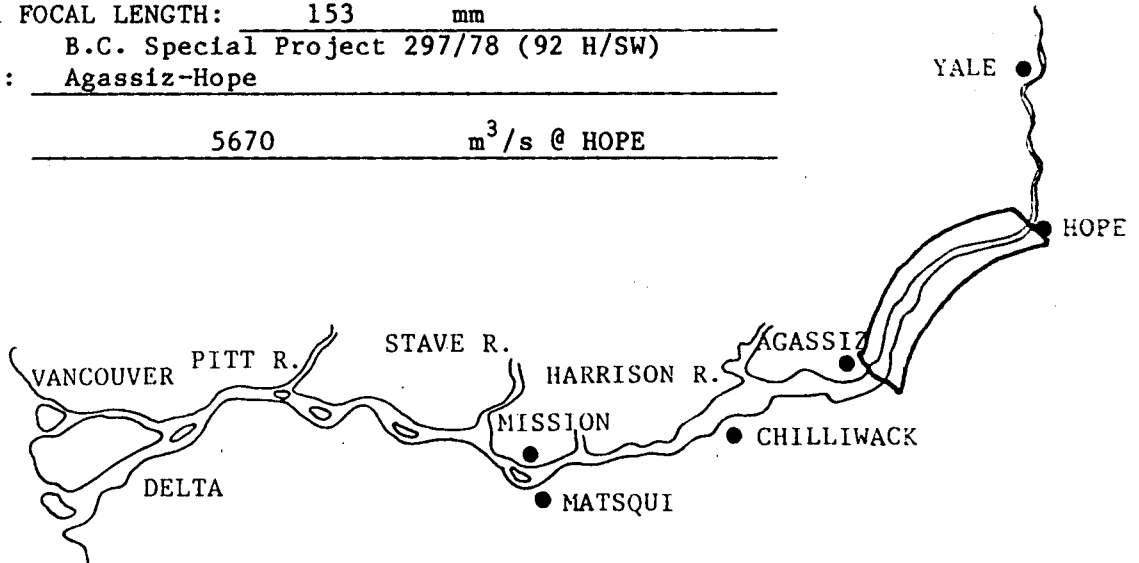 FOCAL LENGTH: 153 mm
B.C. Special Project 297/78 (92 H/SW)
: Agassiz-Hope
5670 m³/s @ HOPE
YALE
HOPE
AGASSIZ
STAVE R.
PITT R.
HARRISON R.
VANCOUVER
MISSION
CHILLIWACK
DELTA
MATSQUI